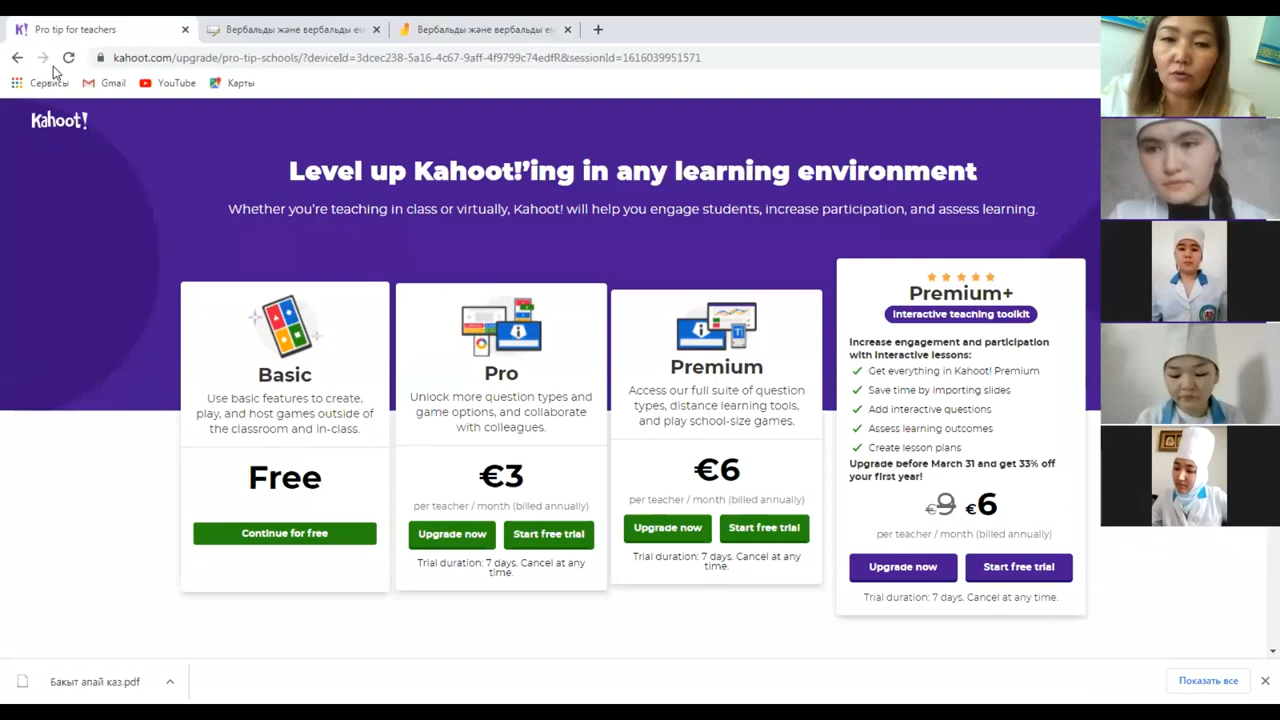 Pro tip for teachers
Вербальды және вербальды ем
Вербальды және вербальды ем
kahoot.com/upgrade/pro-tip-schools/?deviceId=3dcec238-5a16-4c67-9aff-4f9799c74edfR&sessionId=1616039951571
Сервисы
Gmail
YouTube
Карты
Kahoot!
Level up Kahoot!'ing in any learning environment
Whether you're teaching in class or virtually, Kahoot! will help you engage students, increase participation, and assess learning.
Basic
Use basic features to create,
play, and host games outside of
the classroom and in-class.
Free
Continue for free
Pro
Unlock more question types and
game options, and collaborate
with colleagues.
€3
per teacher / month (billed annually)
Upgrade now
Start free trial
Trial duration: 7 days. Cancel at any
time.
Premium
Access our full suite of question
types, distance learning tools,
and play school-size games.
€6
per teacher / month (billed annually)
Upgrade now
Start free trial
Trial duration: 7 days. Cancel at any
time.
Premium+
Interactive teaching toolkit
Increase engagement and participation
with interactive lessons:
Get everything in Kahoot! Premium
Save time by importing slides
Add interactive questions
Assess learning outcomes
Create lesson plans
Upgrade before March 31 and get 33% off
your first year!
€9 €6
per teacher / month (billed annually)
Upgrade now
Start free trial
Trial duration: 7 days. Cancel at any time.
Бакыт апай каз.pdf
Показать все